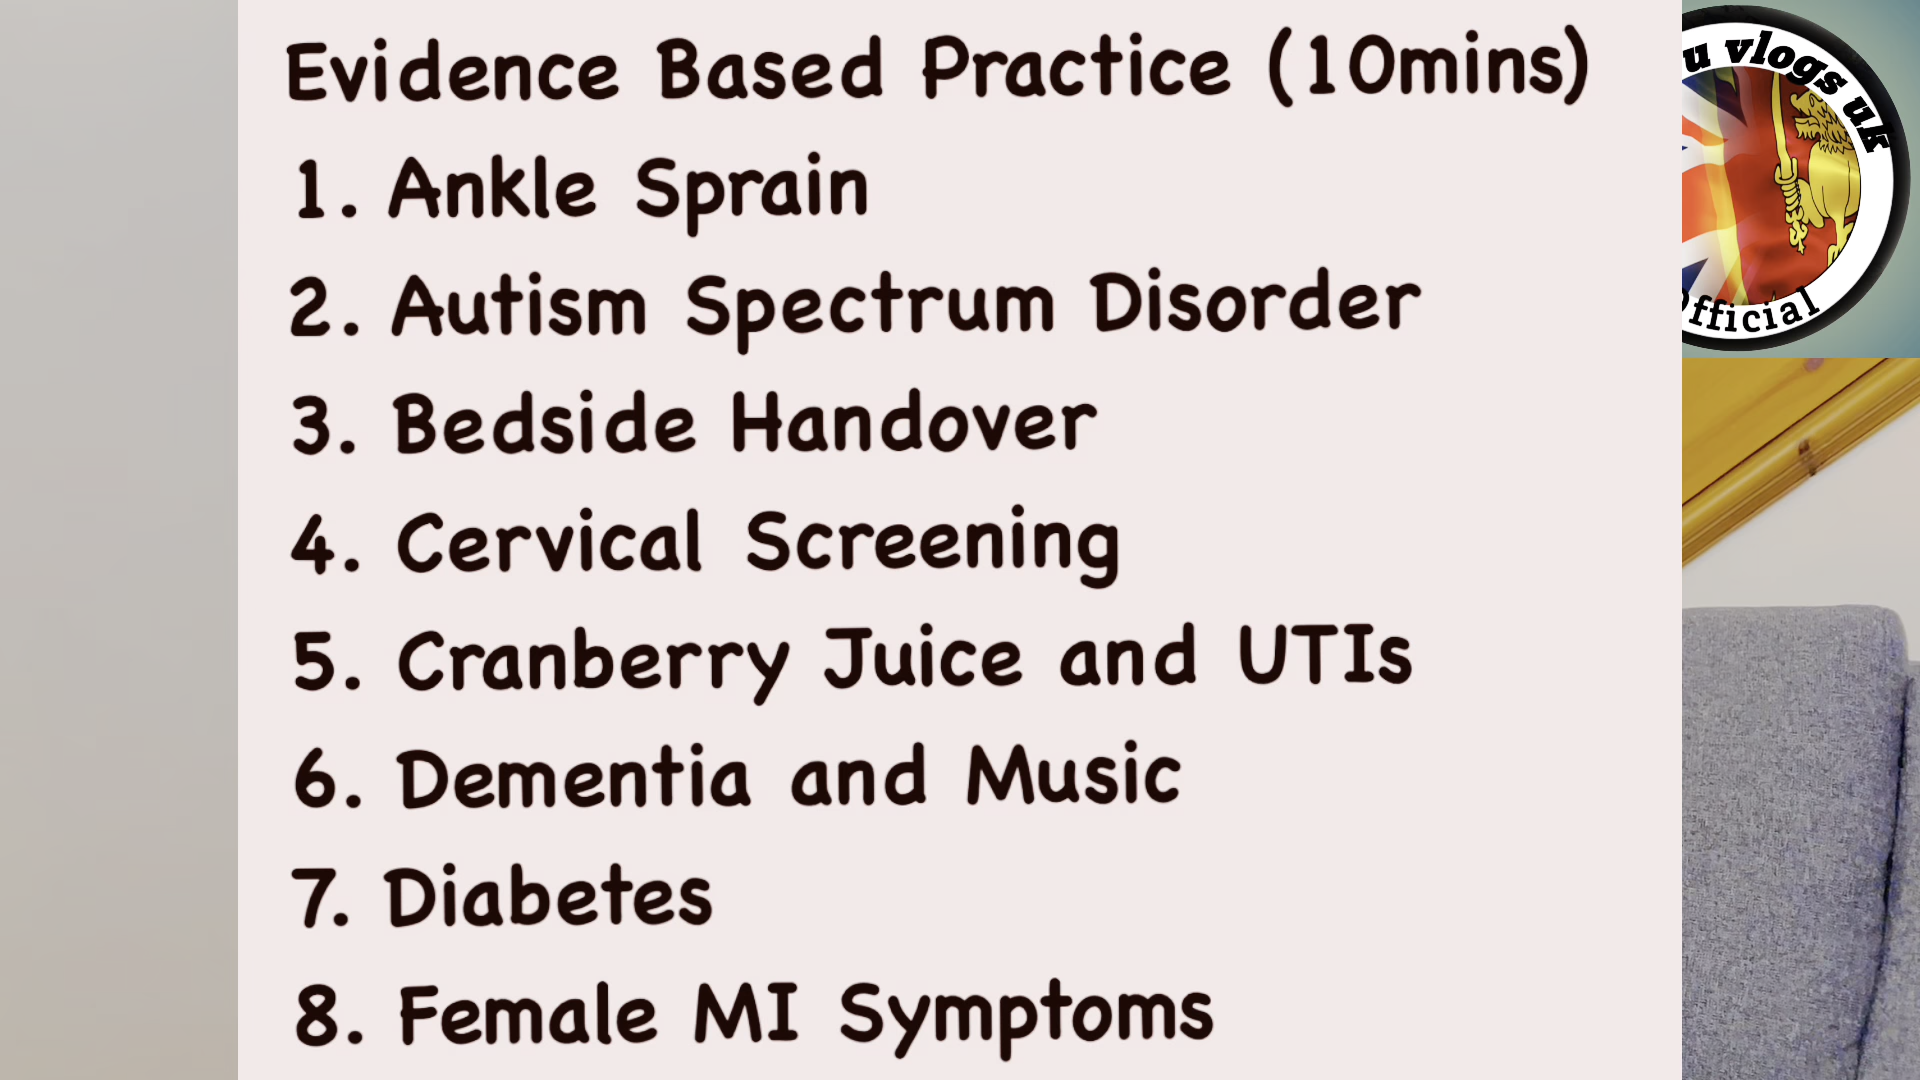 Evidence Based Practice (10mins)
1. Ankle Sprain
2. Autism Spectrum Disorder
3. Bedside Handover
4. Cervical Screening
5. Cranberry Juice and UTIs
6. Dementia and Music
7. Diabetes
8. Female MI Symptoms
vlogs uk